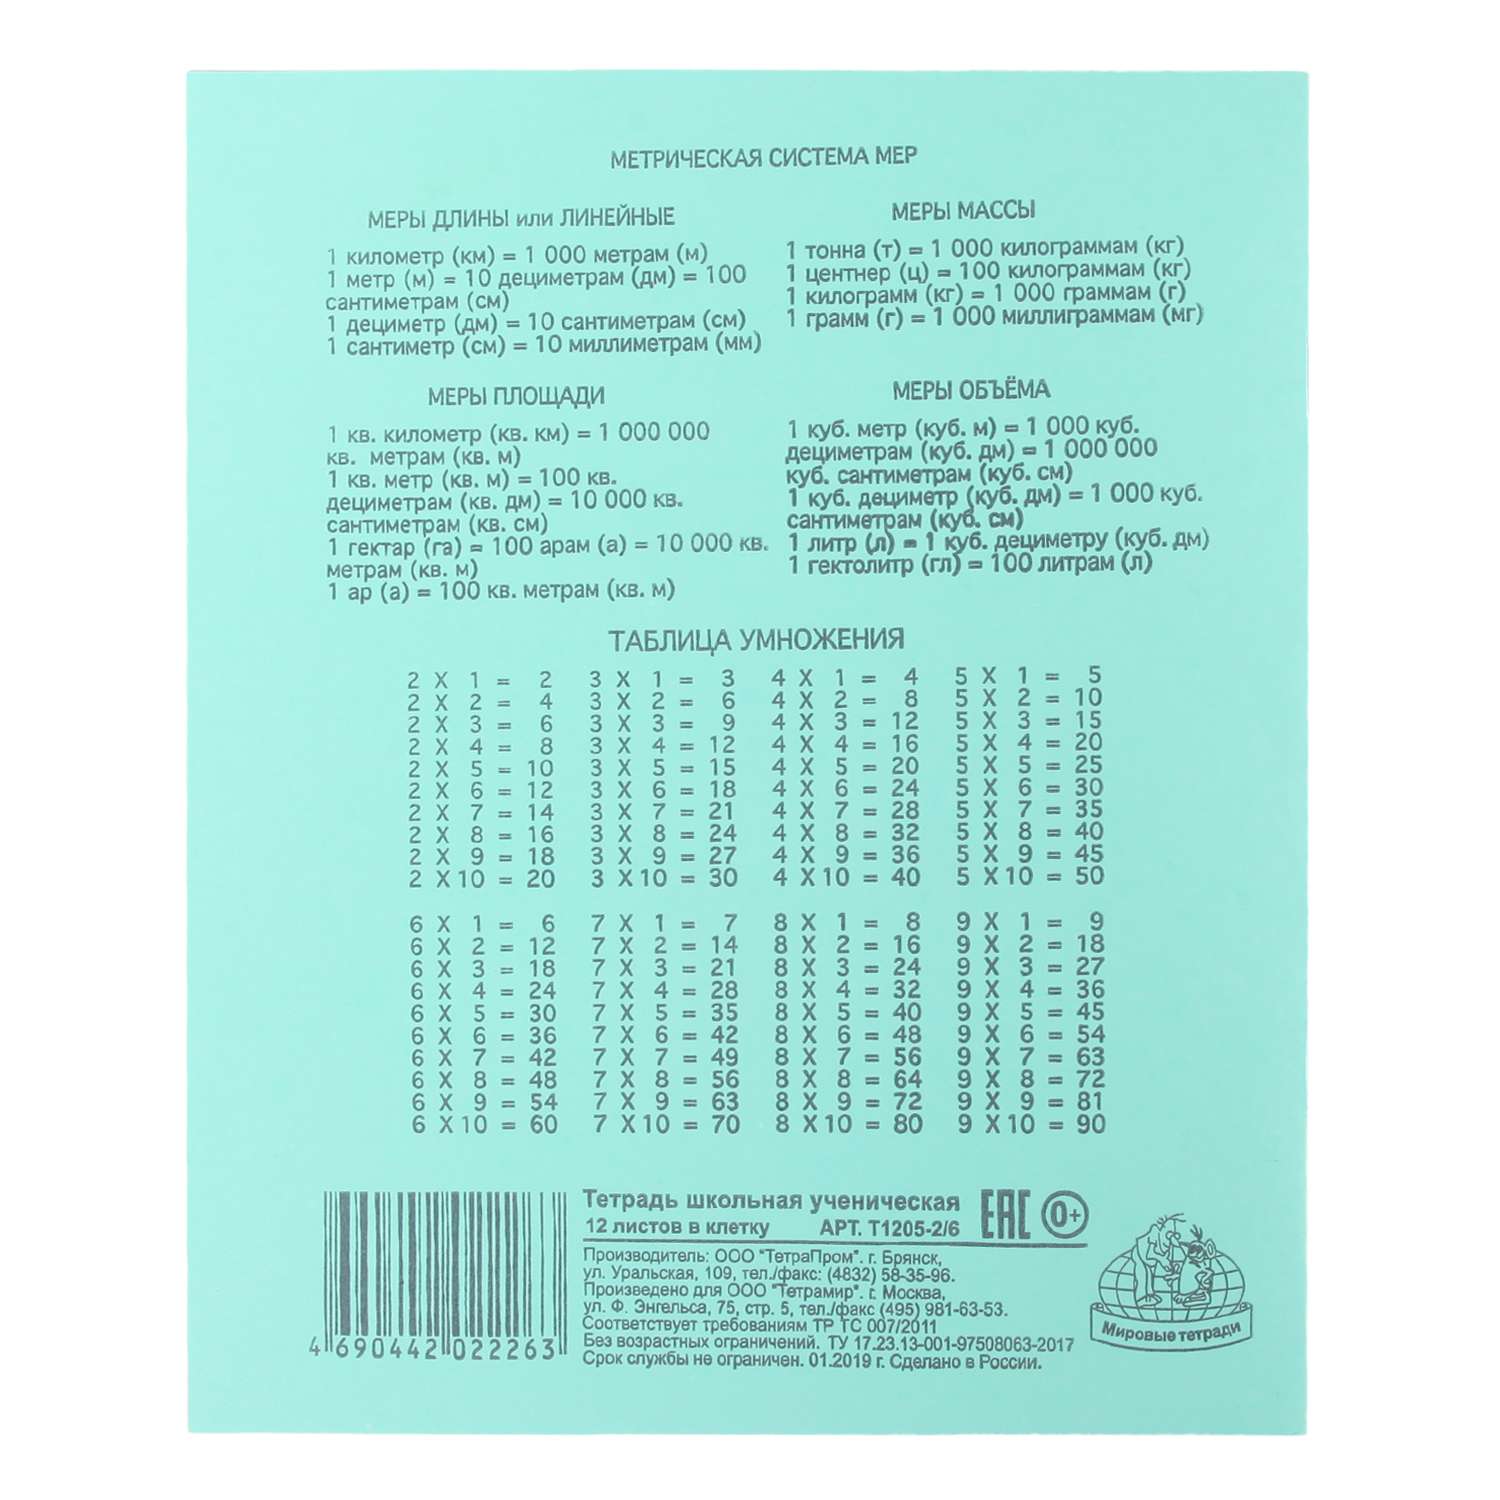 МЕТРИЧЕСКАЯ СИСТЕМА МЕР
МЕРЫ ДЛИНЫ или ЛИНЕЙНЫЕ
1 километр (км) = 1 000 метрам (м)
1 метр (м) = 10 дециметрам (дм) = 100
сантиметрам (см)
1 дециметр (дм) = 10 сантиметрам (см)
1 сантиметр (см) = 10 миллиметрам (мм)
МЕРЫ МАССЫ
1 тонна (т) = 1 000 килограммам (кг)
1 центнер (ц) = 100 килограммам (кг)
1 килограмм (кг) = 1 000 граммам (г)
1 грамм (г) = 1 000 миллиграммам (мг)
МЕРЫ ПЛОЩАДИ
1 кв. километр (кв. км) = 1 000 000
кв. метрам (кв. м)
1 кв. метр (кв. м) = 100 кв.
дециметрам (кв. дм) = 10 000 кв.
сантиметрам (кв. см)
1 гектар (га) = 100 арам (а) = 10 000 кв.
метрам (кв. м)
1 ар (а) = 100 кв. метрам (кв. м)
МЕРЫ ОБЪЁМА
1 куб. метр (куб. м) = 1 000 куб.
дециметрам (куб. дм) = 1 000 000
куб. сантиметрам (куб. см)
1 куб. дециметр (куб. дм) = 1 000 куб.
сантиметрам (куб. см)
1 литр (л) = 1 куб. дециметру (куб. дм)
1 гектолитр (гл) = 100 литрам (л)
ТАБЛИЦА УМНОЖЕНИЯ
2 X 1 = 2 3 X 1 = 3 4 X 1 = 4 5 X 1 = 5
2 X 2 = 4 3 X 2 = 6 4 X 2 = 8 5 X 2 = 10
2 X 3 = 6 3 X 3 = 9 4 X 3 = 12 5 X 3 = 15
2 X 4 = 8 3 X 4 = 12 4 X 4 = 16 5 X 4 = 20
2 X 5 = 10 3 X 5 = 15 4 X 5 = 20 5 X 5 = 25
2 X 6 = 12 3 X 6 = 18 4 X 6 = 24 5 X 6 = 30
2 X 7 = 14 3 X 7 = 21 4 X 7 = 28 5 X 7 = 35
2 X 8 = 16 3 X 8 = 24 4 X 8 = 32 5 X 8 = 40
2 X 9 = 18 3 X 9 = 27 4 X 9 = 36 5 X 9 = 45
2 X 10 = 20 3 X 10 = 30 4 X 10 = 40 5 X 10 = 50
6 X 1 = 6 7 X 1 = 7 8 X 1 = 8 9 X 1 = 9
6 X 2 = 12 7 X 2 = 14 8 X 2 = 16 9 X 2 = 18
6 X 3 = 18 7 X 3 = 21 8 X 3 = 24 9 X 3 = 27
6 X 4 = 24 7 X 4 = 28 8 X 4 = 32 9 X 4 = 36
6 X 5 = 30 7 X 5 = 35 8 X 5 = 40 9 X 5 = 45
6 X 6 = 36 7 X 6 = 42 8 X 6 = 48 9 X 6 = 54
6 X 7 = 42 7 X 7 = 49 8 X 7 = 56 9 X 7 = 63
6 X 8 = 48 7 X 8 = 56 8 X 8 = 64 9 X 8 = 72
6 X 9 = 54 7 X 9 = 63 8 X 9 = 72 9 X 9 = 81
6 X 10 = 60 7 X 10 = 70 8 X 10 = 80 9 X 10 = 90
4 690442 022263
Тетрадь школьная ученическая
12 листов в клетку АРТ. Т1205-2/6
EAC 0+
Производитель: ООО "ТетраПром". г. Брянск,
ул. Уральская, 109, тел./факс: (4832) 58-35-96.
Произведено для ООО "Тетрамир". г. Москва,
ул. Ф. Энгельса, 75, стр. 5, тел./факс (495) 981-63-53.
Соответствует требованиям ТР ТС 007/2011
Без возрастных ограничений. ТУ 17.23.13-001-97508063-2017
Срок службы не ограничен. 01.2019 г. Сделано в России.
Мировые тетради